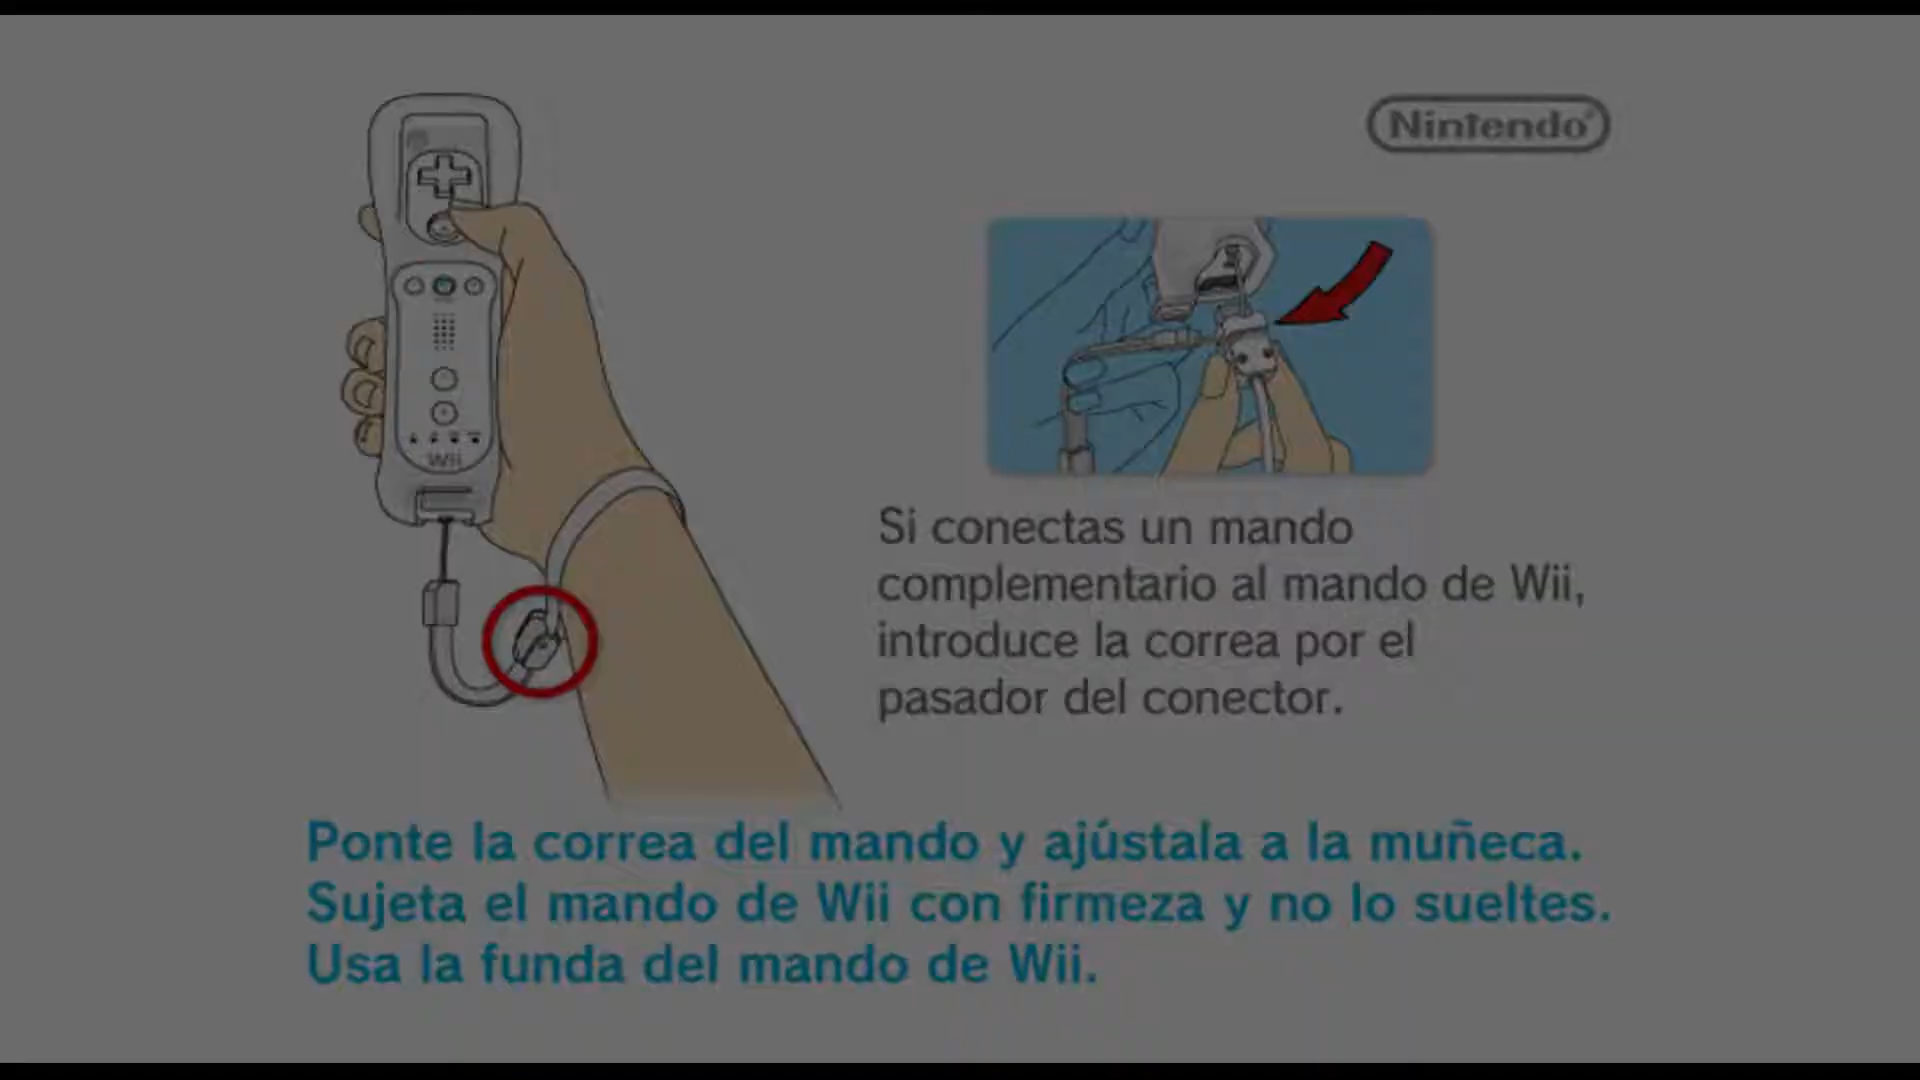 Nintendo
Wii
Si conectas un mando
complementario al mando de Wii,
introduce la correa por el
pasador del conector.
Ponte la correa del mando y ajústala a la muñeca.
Sujeta el mando de Wii con firmeza y no lo sueltes.
Usa la funda del mando de Wii.